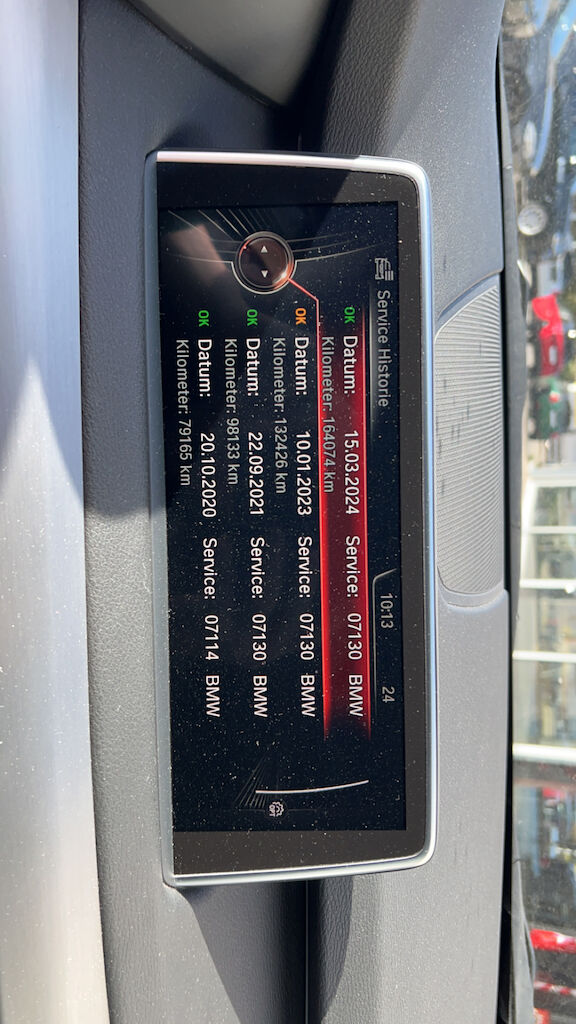 Service Historie
10:13
24
OK Datum: 15.03.2024 Service: 07130 BMW
Kilometer: 164074 km
OK Datum: 10.01.2023 Service: 07130 BMW
Kilometer: 132426 km
OK Datum: 22.09.2021 Service: 07130 BMW
Kilometer: 98133 km
OK Datum: 20.10.2020 Service: 07114 BMW
Kilometer: 79165 km
OPT